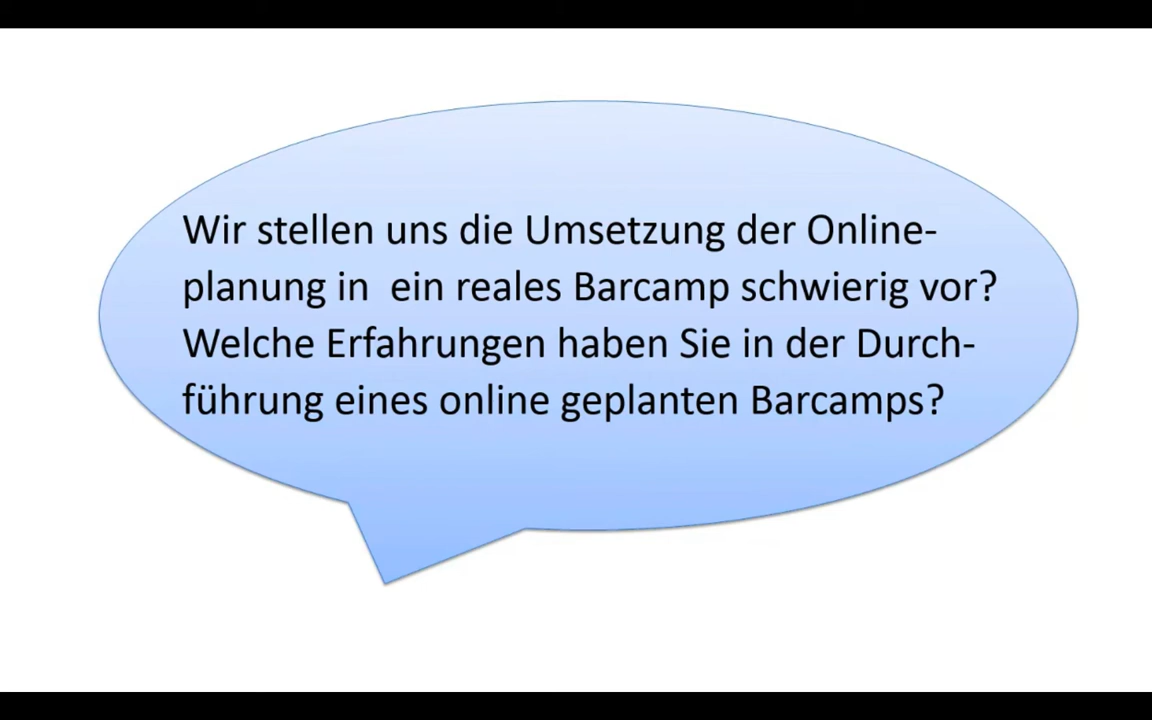 Wir stellen uns die Umsetzung der Online-
planung in  ein reales Barcamp schwierig vor?
Welche Erfahrungen haben Sie in der Durch-
führung eines online geplanten Barcamps?